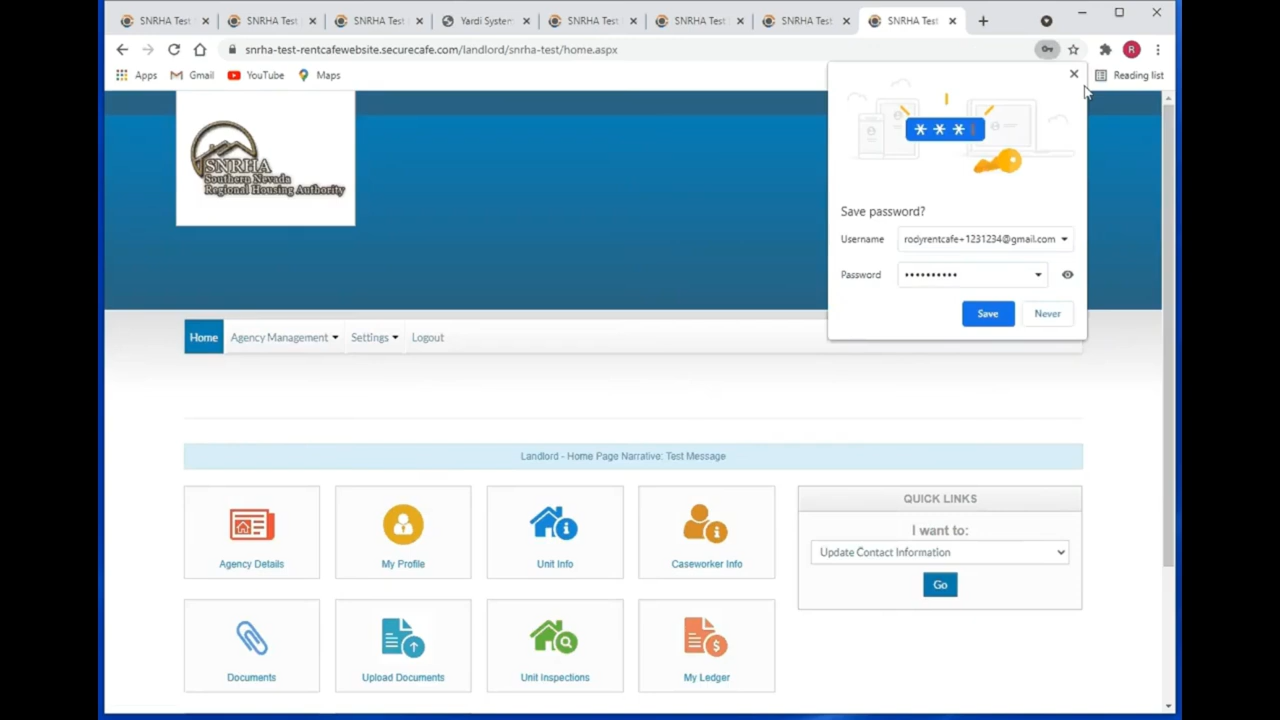 SNRHA Test
SNRHA Test
SNRHA Test
Yardi System
SNRHA Test
SNRHA Test
SNRHA Test
SNRHA Test
snrha-test-rentcafewebsite.securecafe.com/landlord/snrha-test/home.aspx
R
Apps
Gmail
YouTube
Maps
Reading list
SNRHA
Southern Nevada
Regional Housing Authority
***
Save password?
Username
rodyrentcafe+1231234@gmail.com
Password
••••••••••
Save
Never
Home
Agency Management
Settings
Logout
Landlord - Home Page Narrative: Test Message
Agency Details
My Profile
Unit Info
Caseworker Info
QUICK LINKS
I want to:
Update Contact Information
Go
Documents
Upload Documents
Unit Inspections
My Ledger